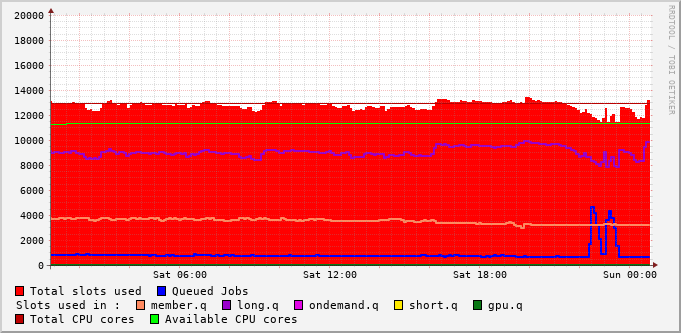 20000
18000
16000
14000
12000
10000
8000
6000
4000
2000
0
Sat 06:00 Sat 12:00 Sat 18:00 Sun 00:00
RRDTOOL / TOBI OETIKER
Total slots used Queued Jobs
Slots used in : member.q long.q ondemand.q short.q gpu.q
Total CPU cores Available CPU cores